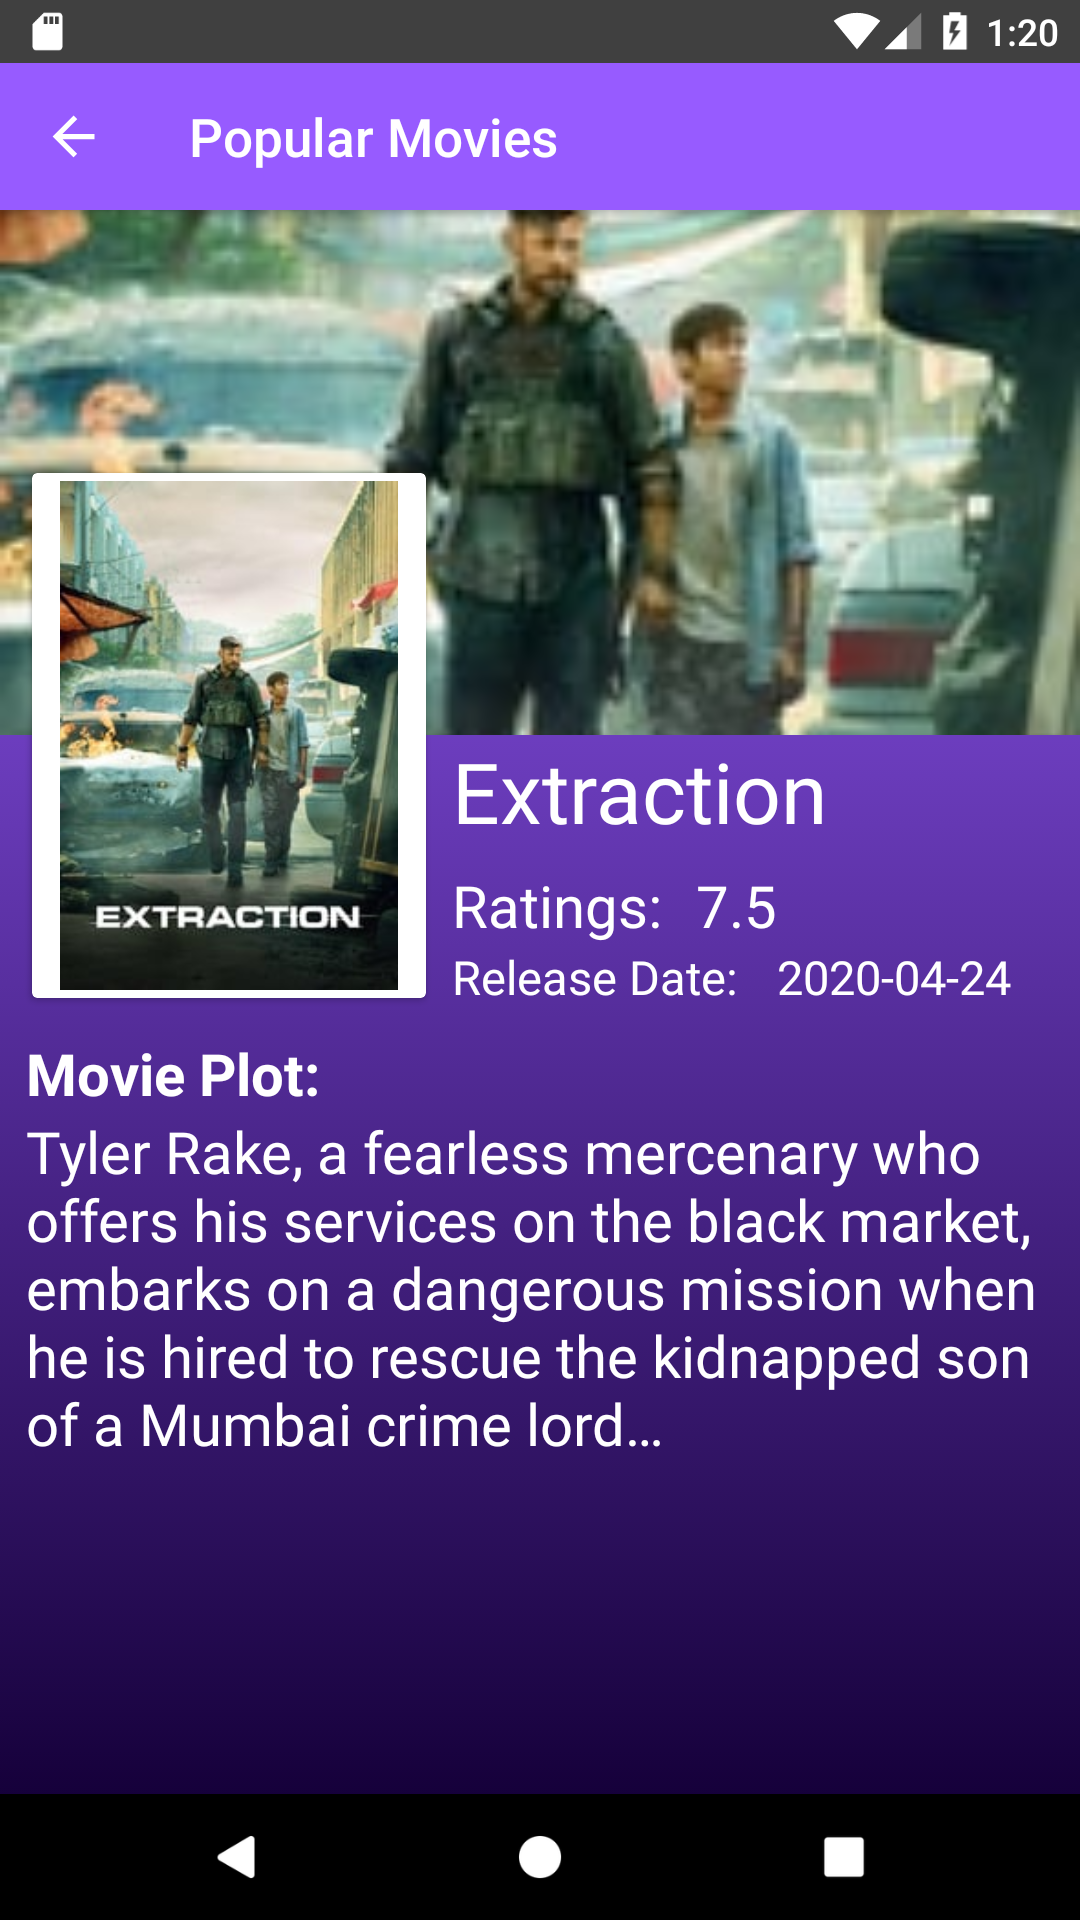 1:20
Popular Movies
EXTRACTION
Extraction
Ratings: 7.5
Release Date: 2020-04-24
Movie Plot:
Tyler Rake, a fearless mercenary who
offers his services on the black market,
embarks on a dangerous mission when
he is hired to rescue the kidnapped son
of a Mumbai crime lord…